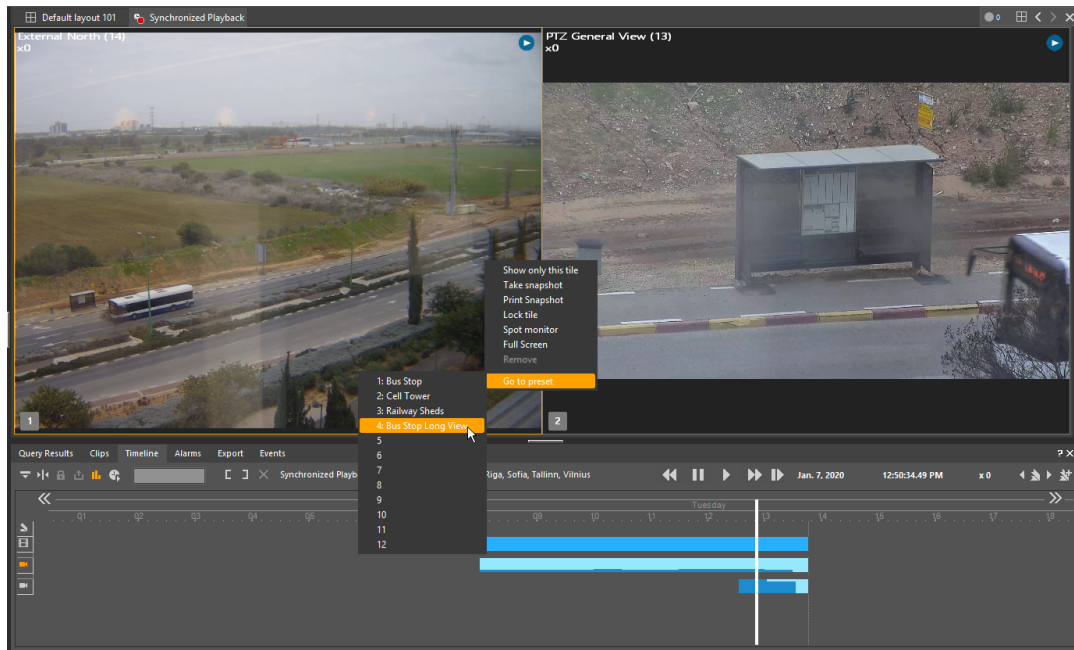 Default layout 101
Synchronized Playback
External North (14)
x0
PTZ General View (13)
x0
Show only this tile
Take snapshot
Print Snapshot
Lock tile
Spot monitor
Full Screen
Remove
Go to preset
1: Bus Stop
2: Cell Tower
3: Railway Sheds
4: Bus Stop Long View
5
6
7
8
9
10
11
12
1
2
Query Results Clips Timeline Alarms Export Events ?
Synchronized Playb
Riga, Sofia, Tallinn, Vilnius
Jan. 7, 2020 12:50:34.49 PM x 0
Tuesday
01 02 03 04 05 09 10 11 12 13 14 15 16 17 18